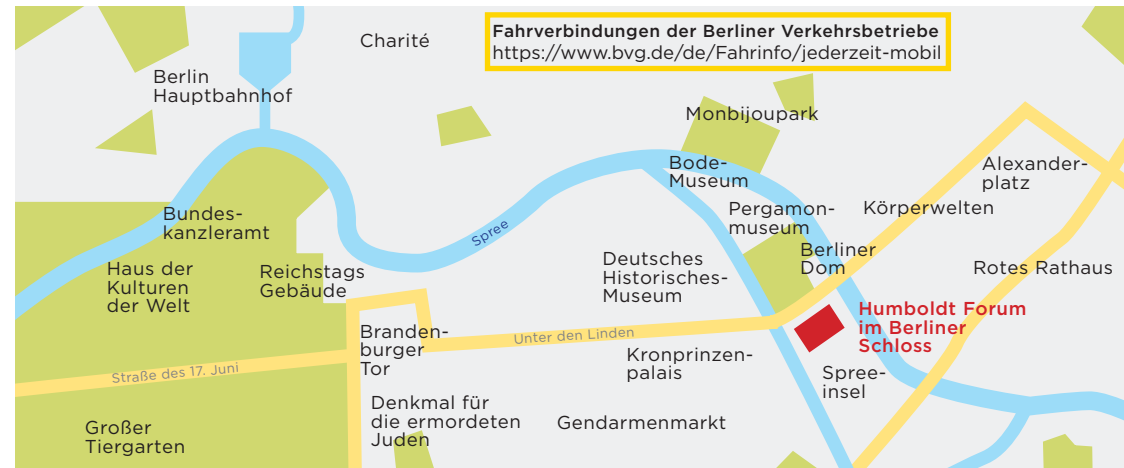 Fahrverbindungen der Berliner Verkehrsbetriebe
https://www.bvg.de/de/Fahrinfo/jederzeit-mobil
Charité
Berlin
Hauptbahnhof
Monbijoupark
Bode-
Museum
Alexander-
platz
Pergamon-
museum
Körperwelten
Bundes-
kanzleramt
Spree
Berliner
Dom
Deutsches
Historisches-
Museum
Haus der
Kulturen
der Welt
Reichstags
Gebäude
Rotes Rathaus
Humboldt Forum
im Berliner
Schloss
Branden-
burger
Tor
Unter den Linden
Kronprinzen-
palais
Spree-
insel
Straße des 17. Juni
Denkmal für
die ermordeten
Juden
Gendarmenmarkt
Großer
Tiergarten